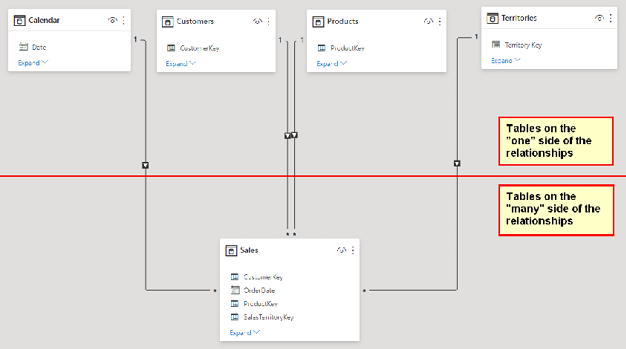 Calendar
Date
Expand
Customers
CustomerKey
Expand
Products
ProductKey
Expand
Territories
Territory Key
Expand
1
1
1
1
Tables on the
"one" side of the
relationships
Tables on the
"many" side of the
relationships
*
*
*
*
Sales
CustomerKey
OrderDate
ProductKey
SalesTerritoryKey
Expand